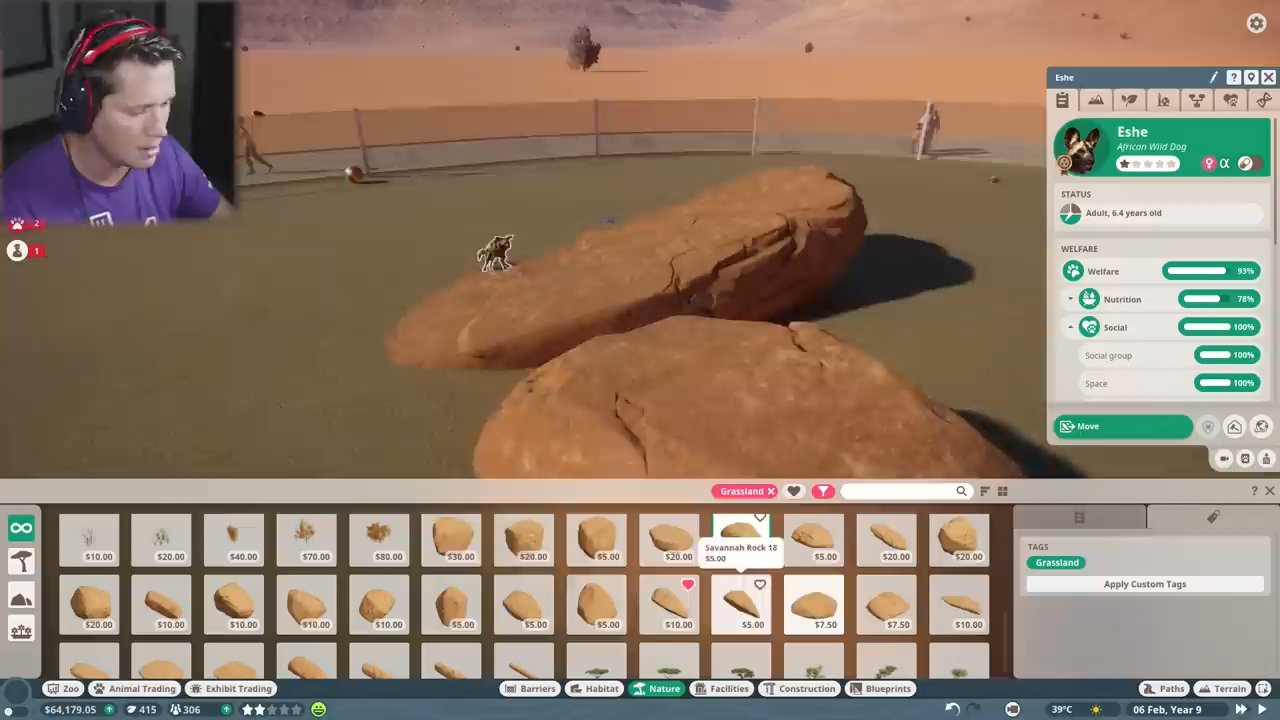 Eshe
?
Eshe
African Wild Dog
α
STATUS
Adult, 6.4 years old
WELFARE
Welfare 93%
Nutrition 78%
Social 100%
Social group 100%
Space 100%
Move
2
1
Grassland
?
$10.00 $20.00 $40.00 $70.00 $80.00 $30.00 $20.00 $5.00 $20.00 $5.00 $20.00 $20.00
Savannah Rock 18
$5.00
$20.00 $10.00 $10.00 $10.00 $10.00 $5.00 $5.00 $5.00 $10.00 $5.00 $7.50 $7.50 $10.00
TAGS
Grassland
Apply Custom Tags
Zoo Animal Trading Exhibit Trading Barriers Habitat Nature Facilities Construction Blueprints Paths Terrain
$64,179.05 415 306 39°C 06 Feb, Year 9